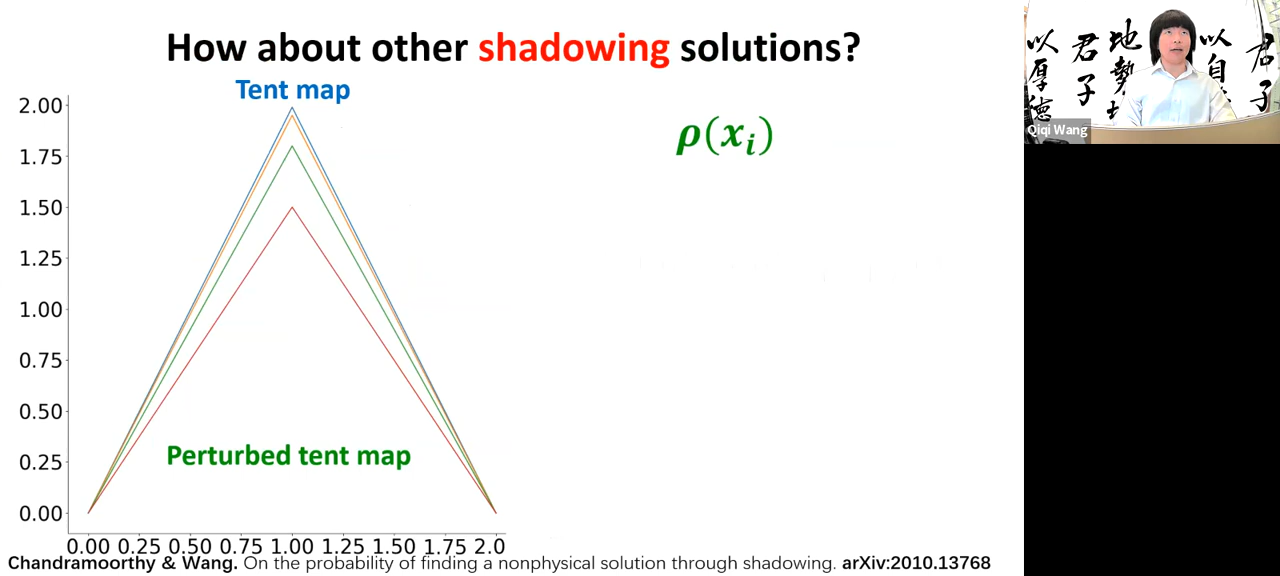 How about other shadowing solutions?
Tent map
2.00
1.75
1.50
1.25
1.00
0.75
0.50
0.25
0.00
0.00 0.25 0.50 0.75 1.00 1.25 1.50 1.75 2.0
Perturbed tent map
ρ(xᵢ)
Chandramoorthy & Wang. On the probability of finding a nonphysical solution through shadowing. arXiv:2010.13768
以厚德
君子
地勢
以自
君子
Qiqi Wang